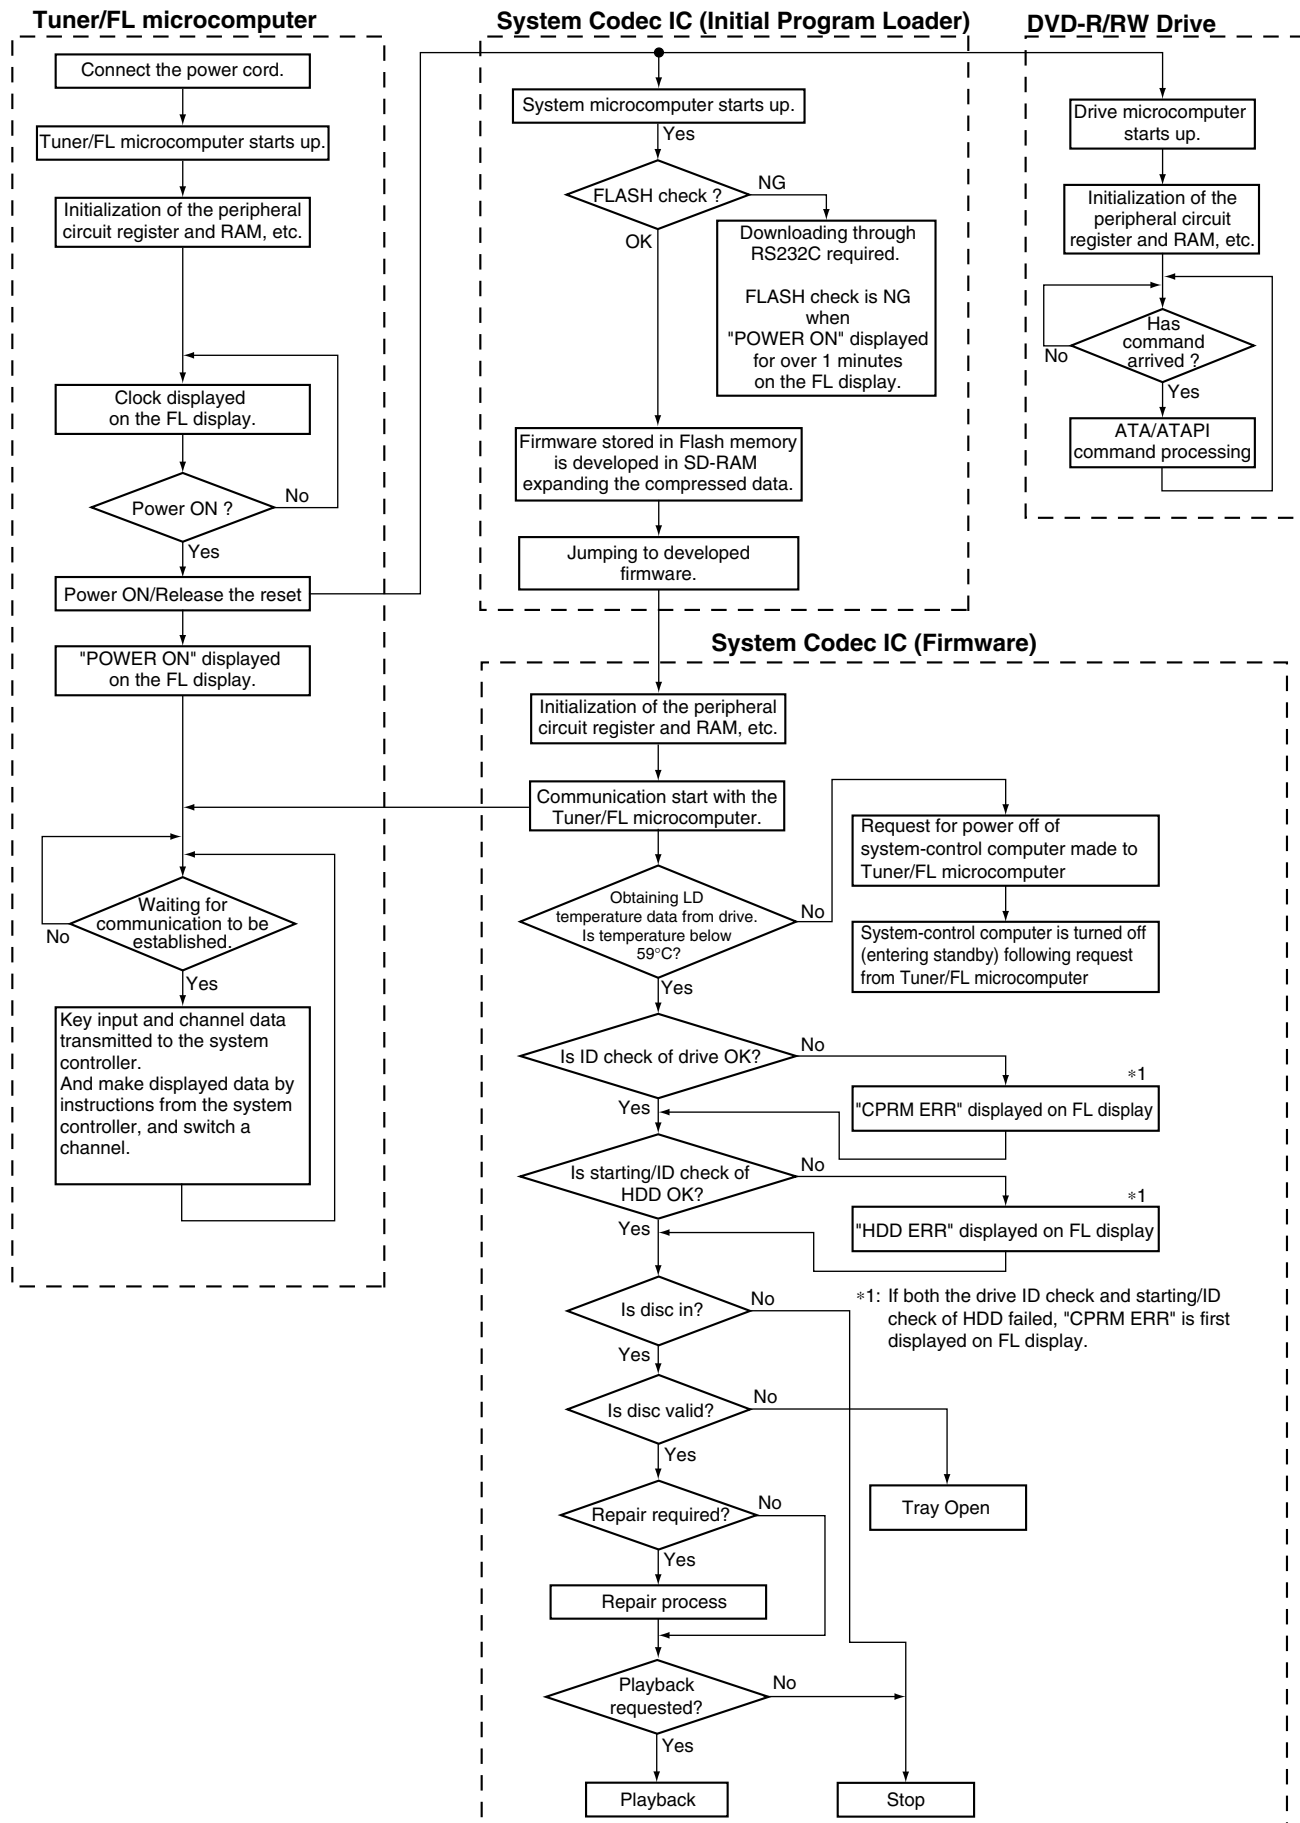 Tuner/FL microcomputer
Connect the power cord.
Tuner/FL microcomputer starts up.
Initialization of the peripheral
circuit register and RAM, etc.
Clock displayed
on the FL display.
Power ON ?
No
Yes
Power ON/Release the reset
"POWER ON" displayed
on the FL display.
Waiting for
communication to be
established.
No
Yes
Key input and channel data
transmitted to the system
controller.
And make displayed data by
instructions from the system
controller, and switch a
channel.
System Codec IC (Initial Program Loader)
System microcomputer starts up.
Yes
FLASH check ?
NG
OK
Downloading through
RS232C required.
FLASH check is NG
when
"POWER ON" displayed
for over 1 minutes
on the FL display.
Firmware stored in Flash memory
is developed in SD-RAM
expanding the compressed data.
Jumping to developed
firmware.
DVD-R/RW Drive
Drive microcomputer
starts up.
Initialization of the
peripheral circuit
register and RAM, etc.
Has
command
arrived ?
No
Yes
ATA/ATAPI
command processing
System Codec IC (Firmware)
Initialization of the peripheral
circuit register and RAM, etc.
Communication start with the
Tuner/FL microcomputer.
Obtaining LD
temperature data from drive.
Is temperature below
59°C?
No
Yes
Request for power off of
system-control computer made to
Tuner/FL microcomputer
System-control computer is turned off
(entering standby) following request
from Tuner/FL microcomputer
Is ID check of drive OK?
No
Yes
*1
"CPRM ERR" displayed on FL display
Is starting/ID check of
HDD OK?
No
Yes
*1
"HDD ERR" displayed on FL display
*1: If both the drive ID check and starting/ID
check of HDD failed, "CPRM ERR" is first
displayed on FL display.
Is disc in?
No
Yes
Is disc valid?
No
Yes
Tray Open
Repair required?
No
Yes
Repair process
Playback
requested?
No
Yes
Playback
Stop